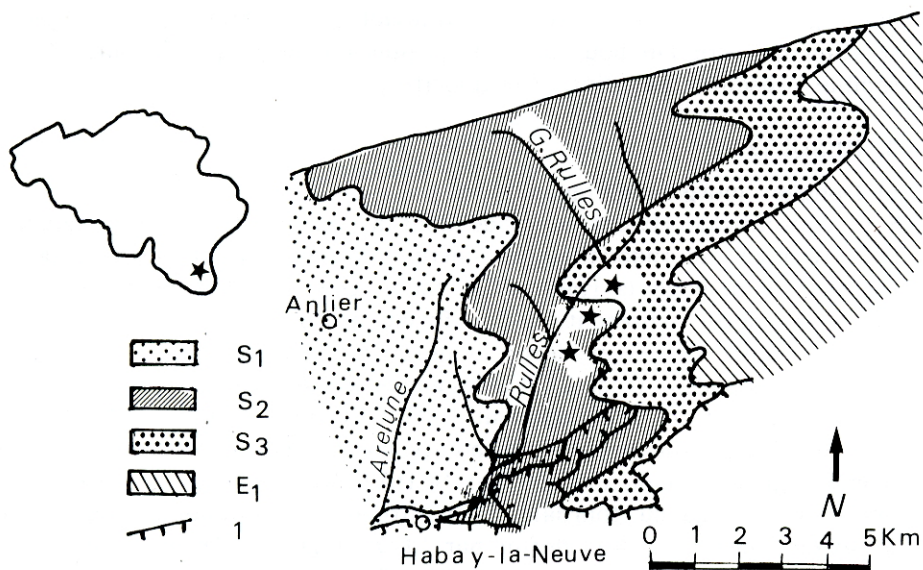 G. Rulles
Anlier
Rulles
Arelune
S1
S2
S3
E1
1
N
0 1 2 3 4 5 Km
Habay-la-Neuve